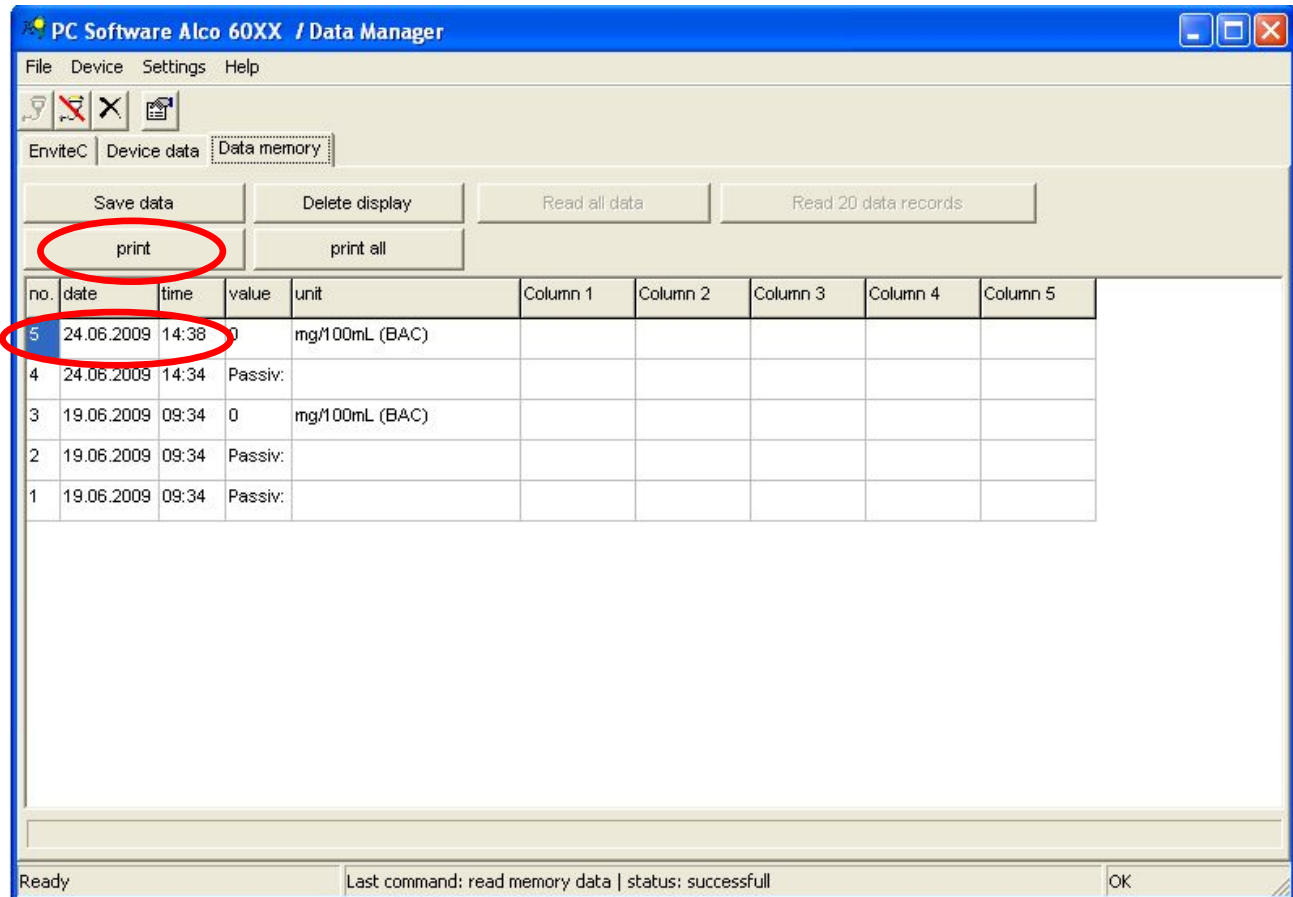 PC Software Alco 60XX / Data Manager
File Device Settings Help
EnviteC Device data Data memory
Save data Delete display Read all data Read 20 data records
print print all
no. date time value unit Column 1 Column 2 Column 3 Column 4 Column 5
5 24.06.2009 14:38 0 mg/100mL (BAC)
4 24.06.2009 14:34 Passiv:
3 19.06.2009 09:34 0 mg/100mL (BAC)
2 19.06.2009 09:34 Passiv:
1 19.06.2009 09:34 Passiv:
Ready Last command: read memory data | status: successfull OK